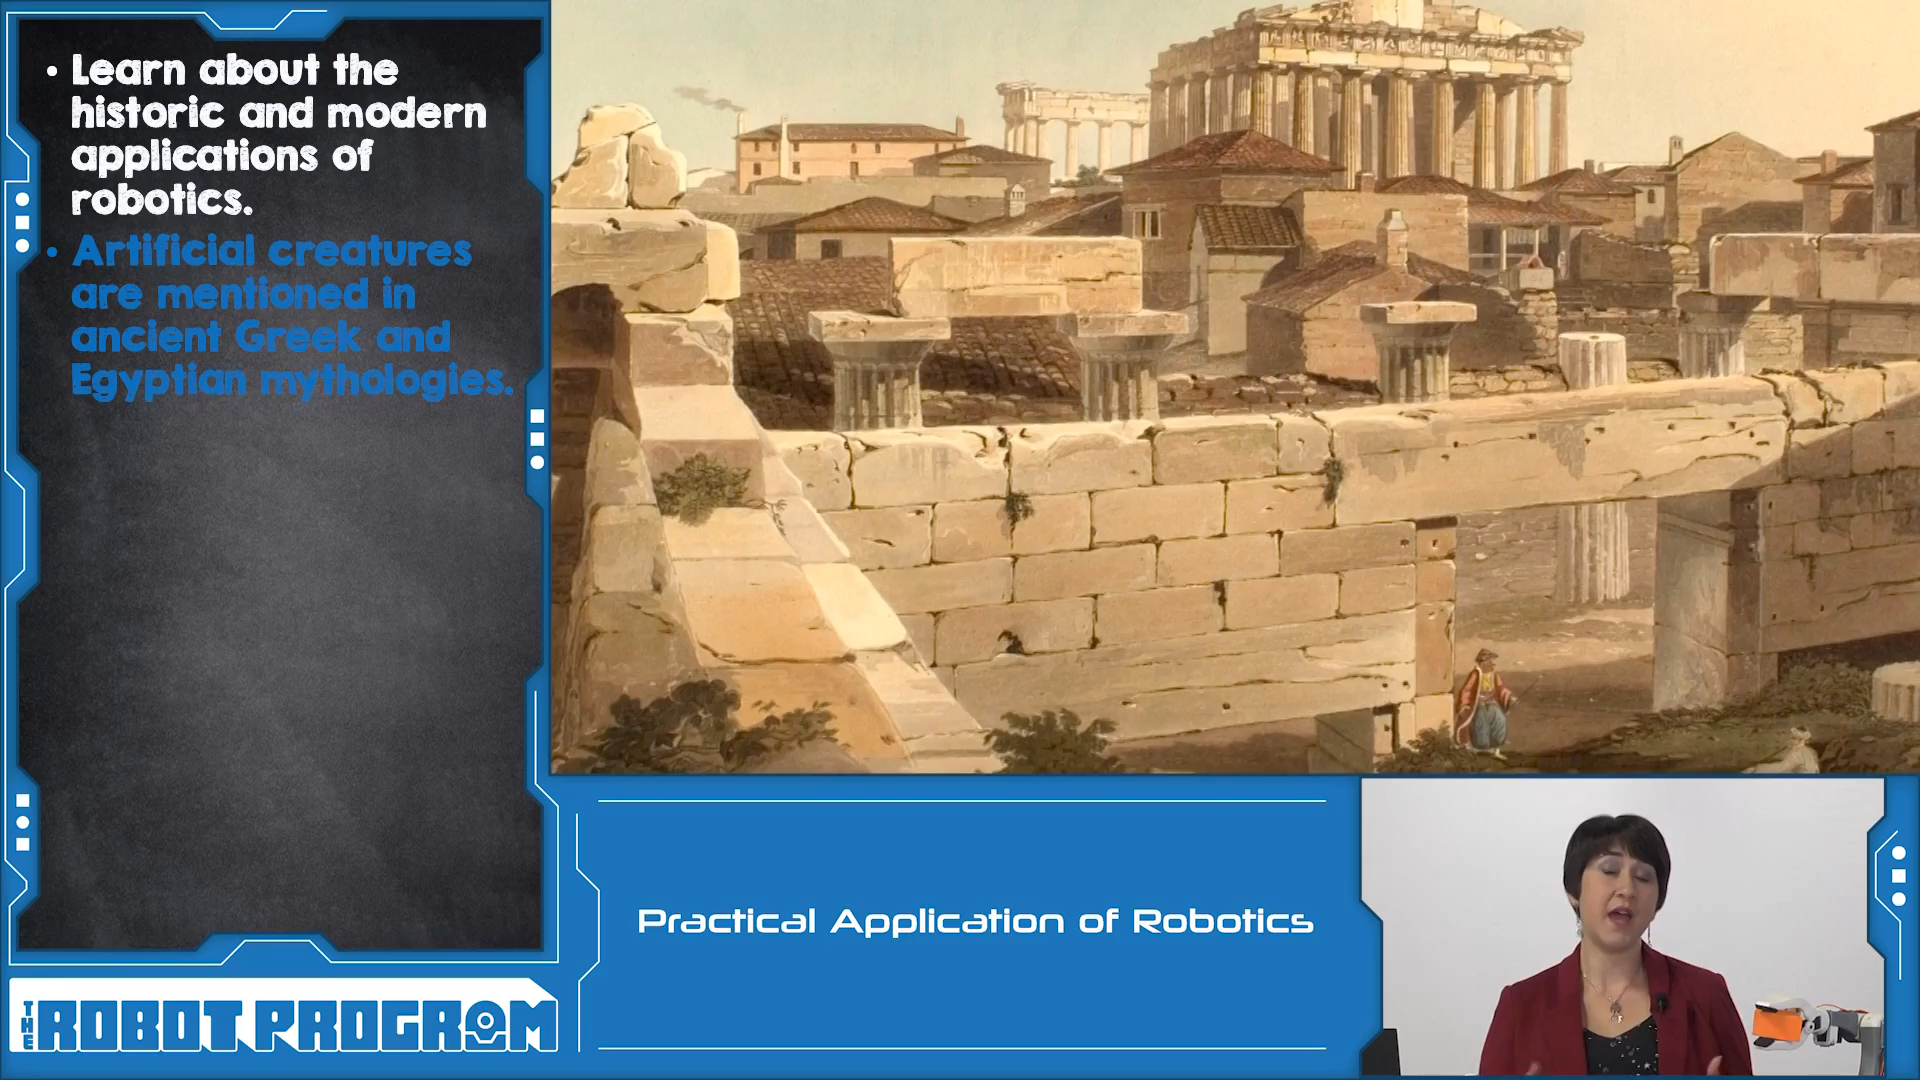 • Learn about the
historic and modern
applications of
robotics.
• Artificial creatures
are mentioned in
ancient Greek and
Egyptian mythologies.
Practical Application of Robotics
THE ROBOT PROGRAM